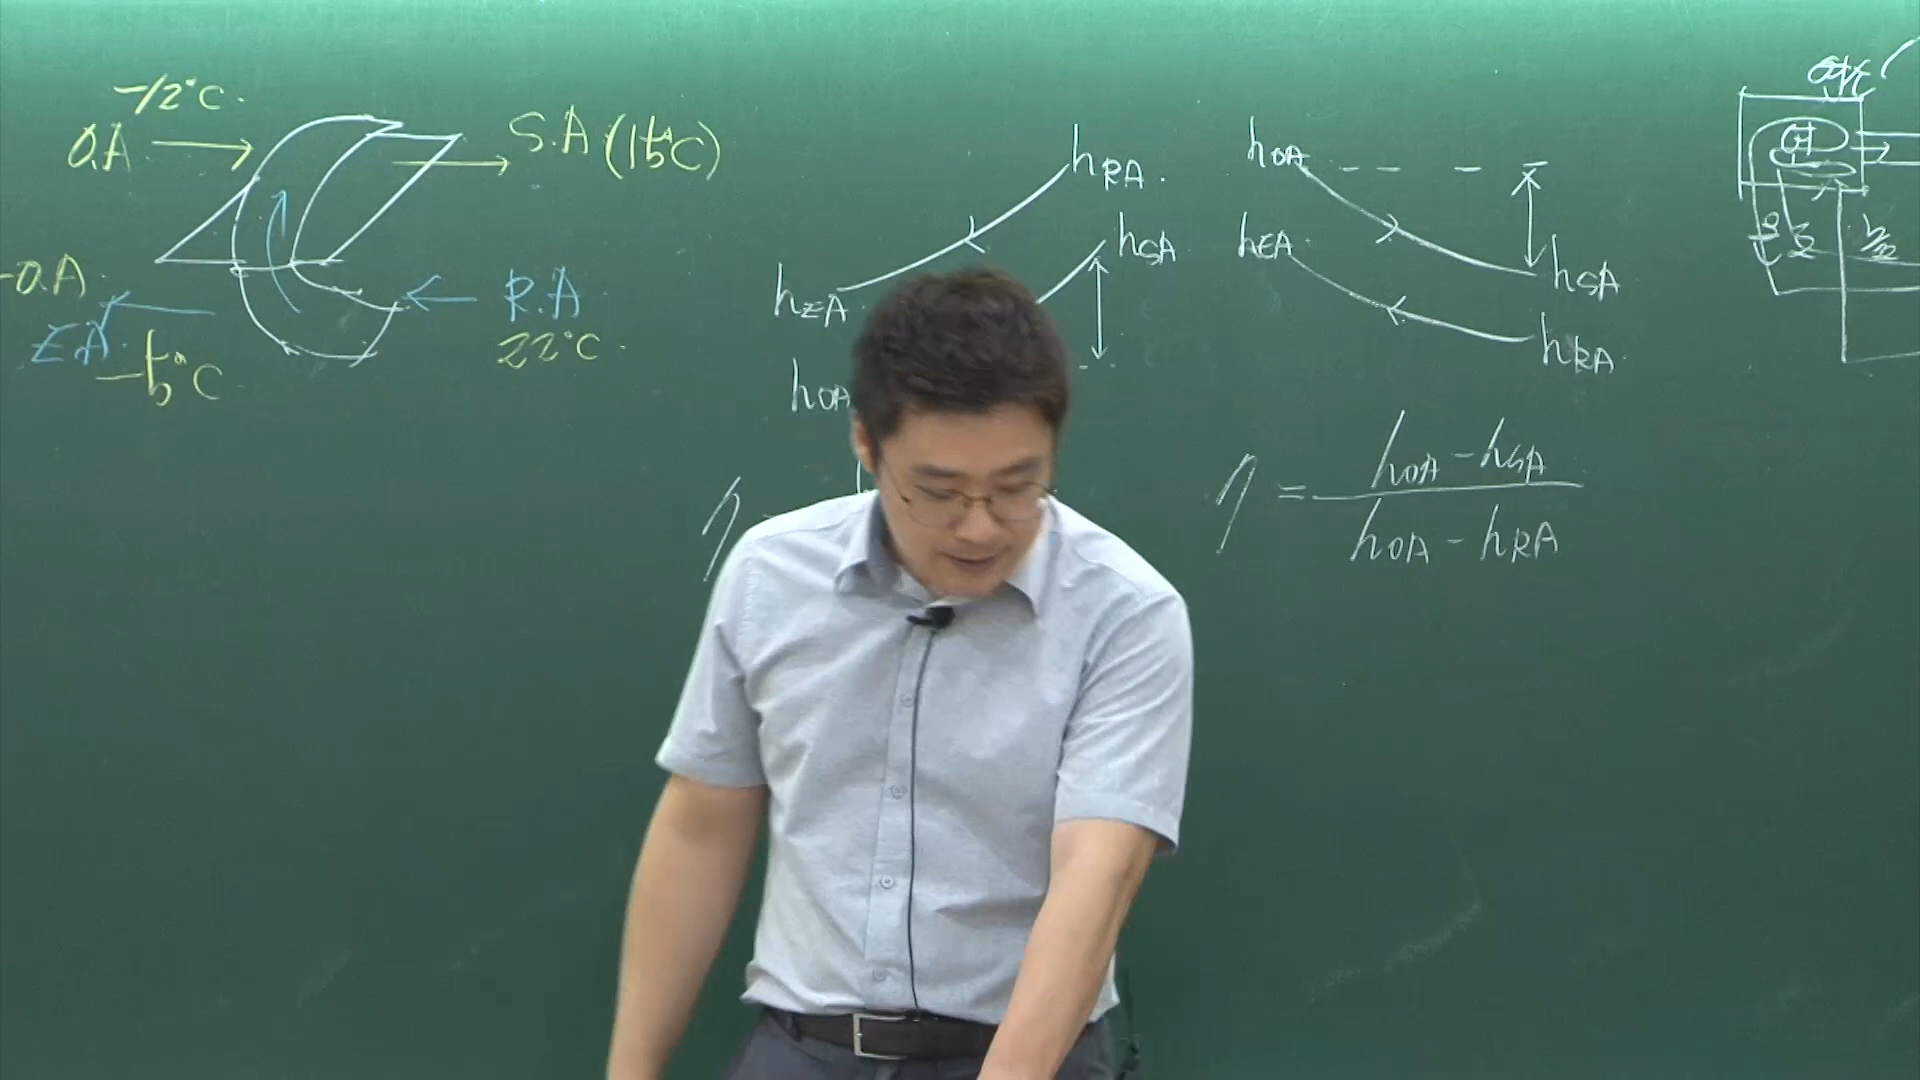 -12°C.
O.A
S.A (15°C)
-O.A
EA.
-5°C
R.A
22°C.
hRA.
hSA
hEA
hOA
η
hOA
hEA
hSA
hRA.
η = hOA - hSA
hOA - hRA